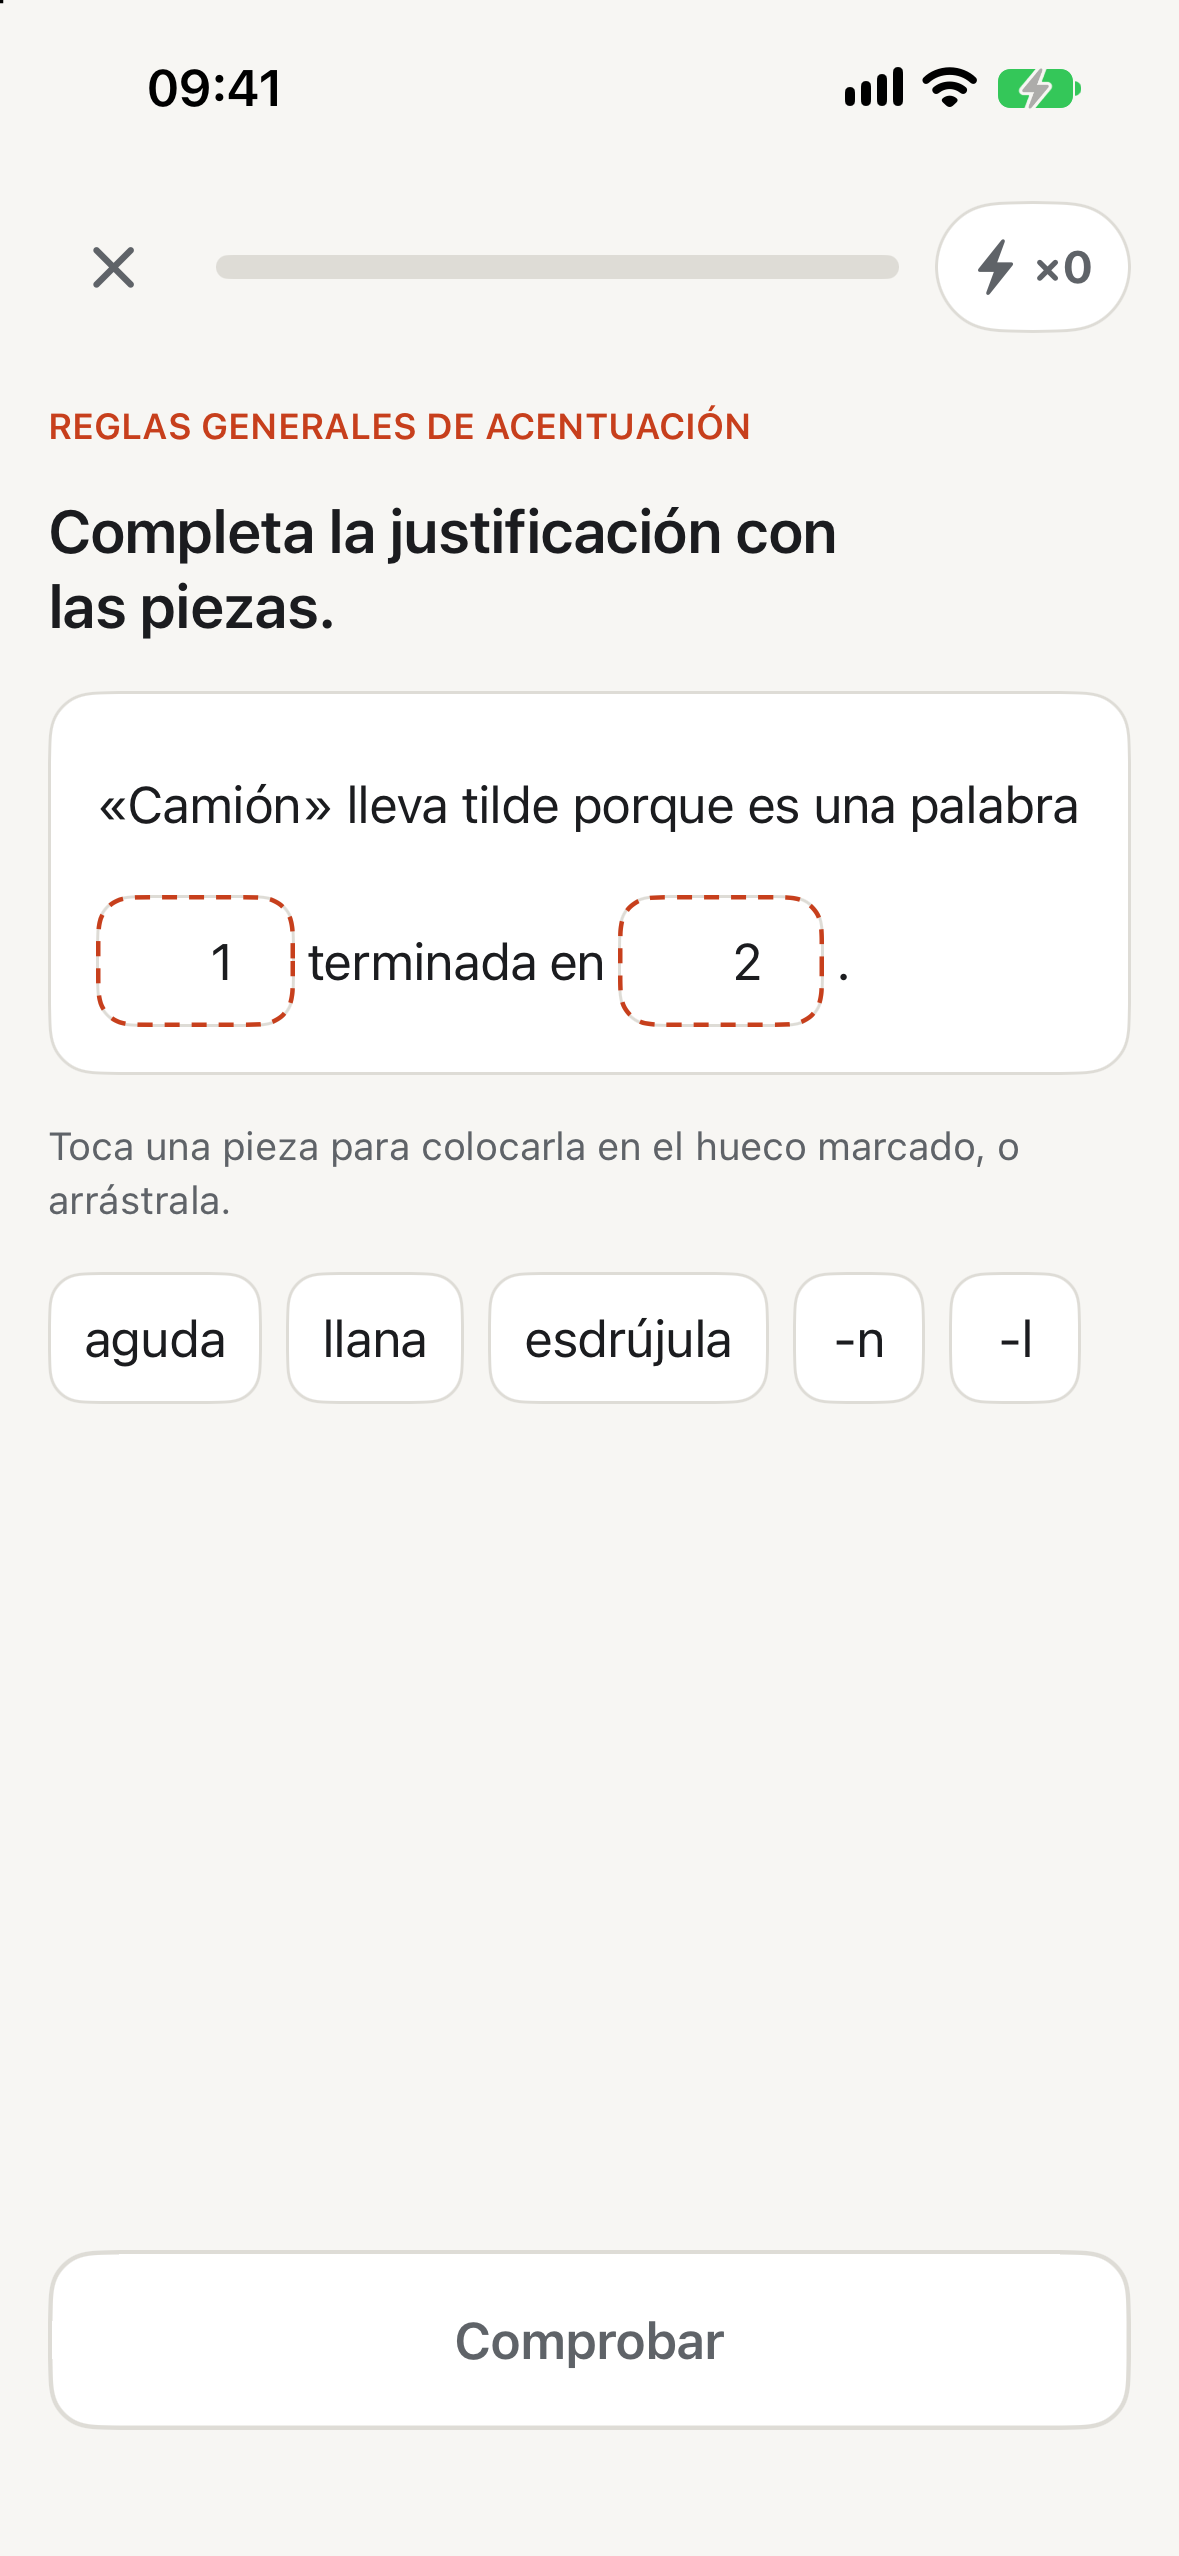 09:41
×0
REGLAS GENERALES DE ACENTUACIÓN
Completa la justificación con
las piezas.
«Camión» lleva tilde porque es una palabra
1 terminada en 2 .
Toca una pieza para colocarla en el hueco marcado, o
arrástrala.
aguda llana esdrújula -n -l
Comprobar